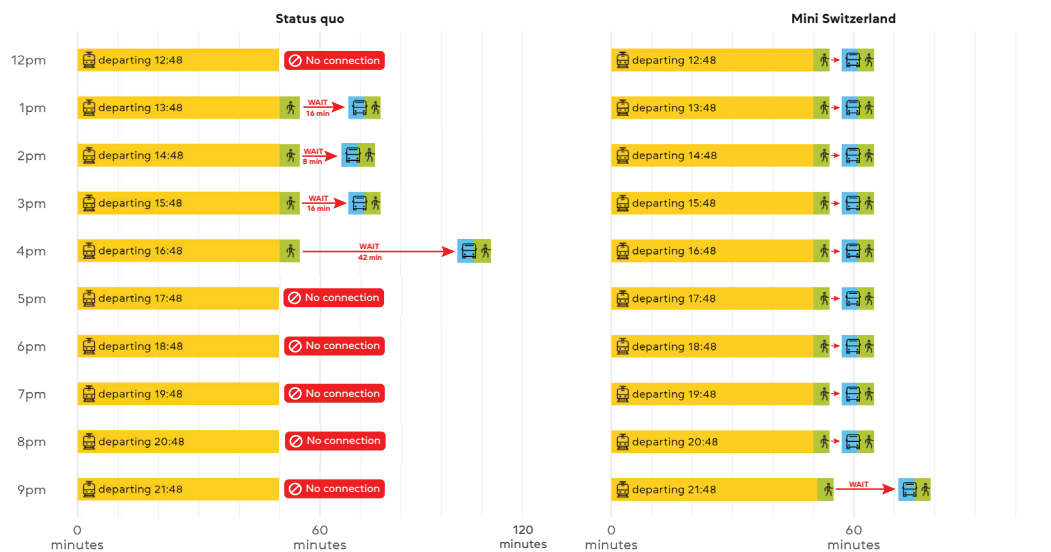 Status quo
Mini Switzerland
12pm
departing 12:48
No connection
departing 12:48
1pm
departing 13:48
WAIT
16 min
departing 13:48
2pm
departing 14:48
WAIT
8 min
departing 14:48
3pm
departing 15:48
WAIT
16 min
departing 15:48
4pm
departing 16:48
WAIT
42 min
departing 16:48
5pm
departing 17:48
No connection
departing 17:48
6pm
departing 18:48
No connection
departing 18:48
7pm
departing 19:48
No connection
departing 19:48
8pm
departing 20:48
No connection
departing 20:48
9pm
departing 21:48
No connection
departing 21:48
WAIT
0
minutes
60
minutes
120
minutes
0
minutes
60
minutes